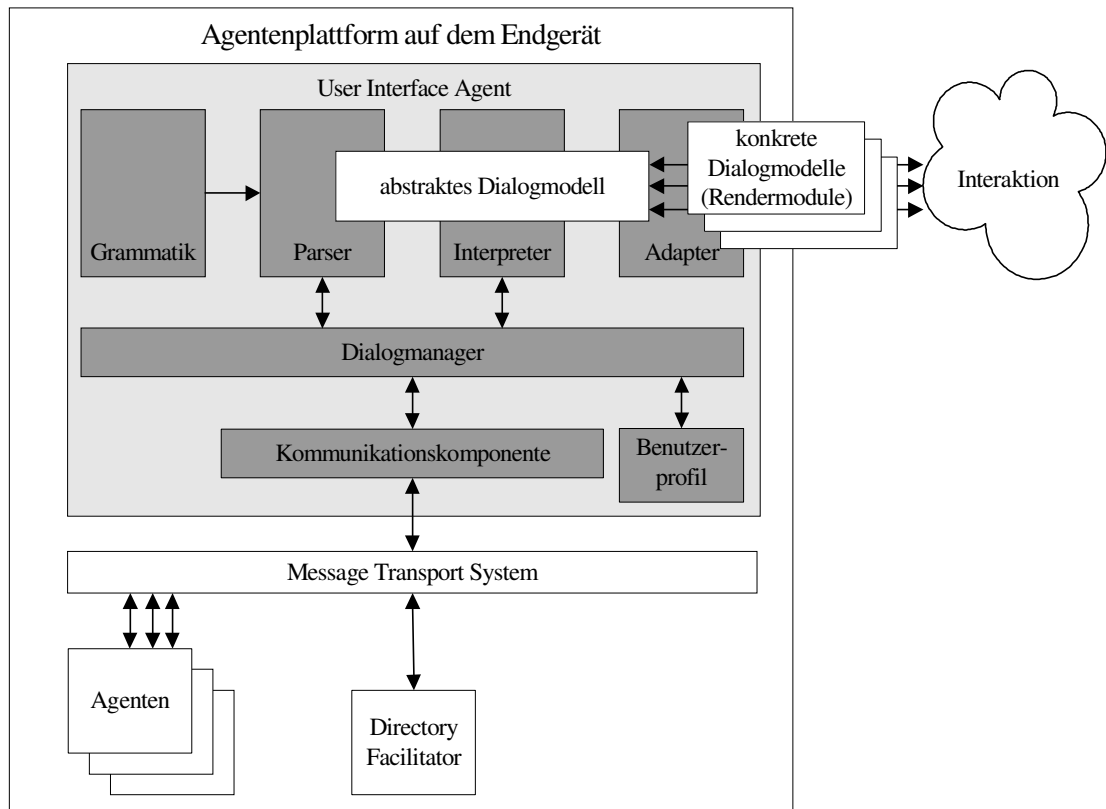 Agentenplattform auf dem Endgerät
User Interface Agent
konkrete
Dialogmodelle
(Rendermodule)
Interaktion
abstraktes Dialogmodell
Grammatik
Parser
Interpreter
Adapter
Dialogmanager
Kommunikationskomponente
Benutzer-
profil
Message Transport System
Agenten
Directory
Facilitator